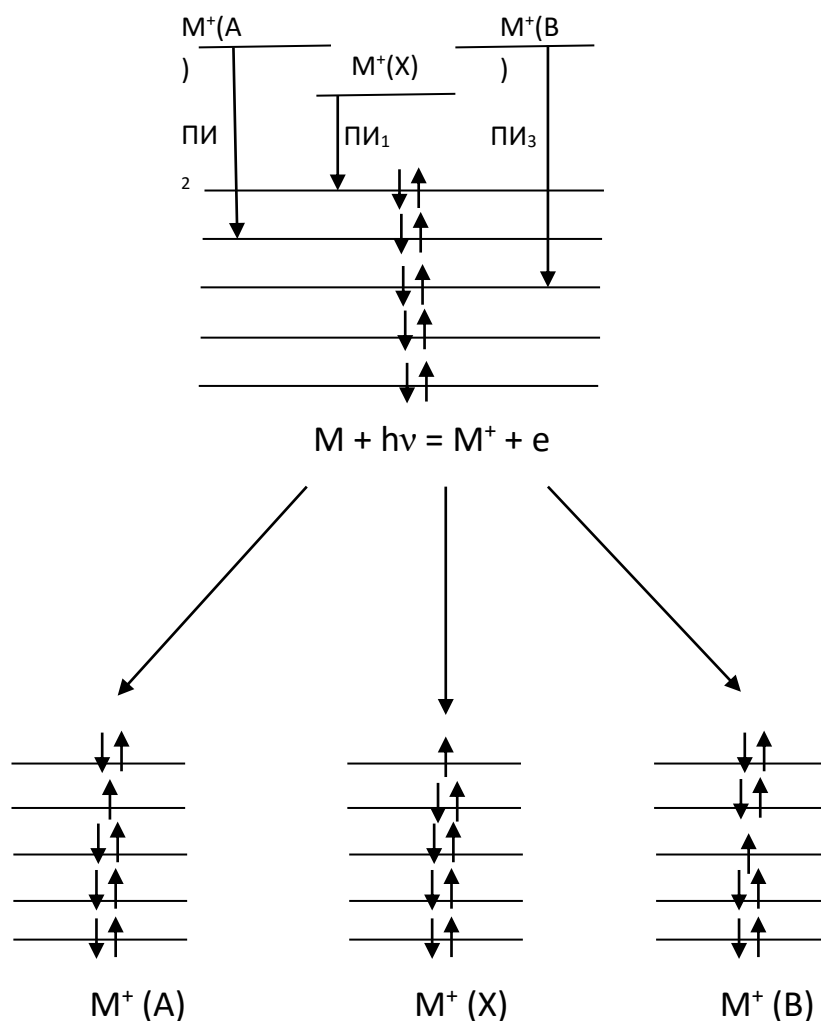 M⁺(A
)
M⁺(X)
M⁺(B
)
ПИ
2
ПИ₁
ПИ₃
M + hν = M⁺ + e
M⁺ (A)
M⁺ (X)
M⁺ (B)